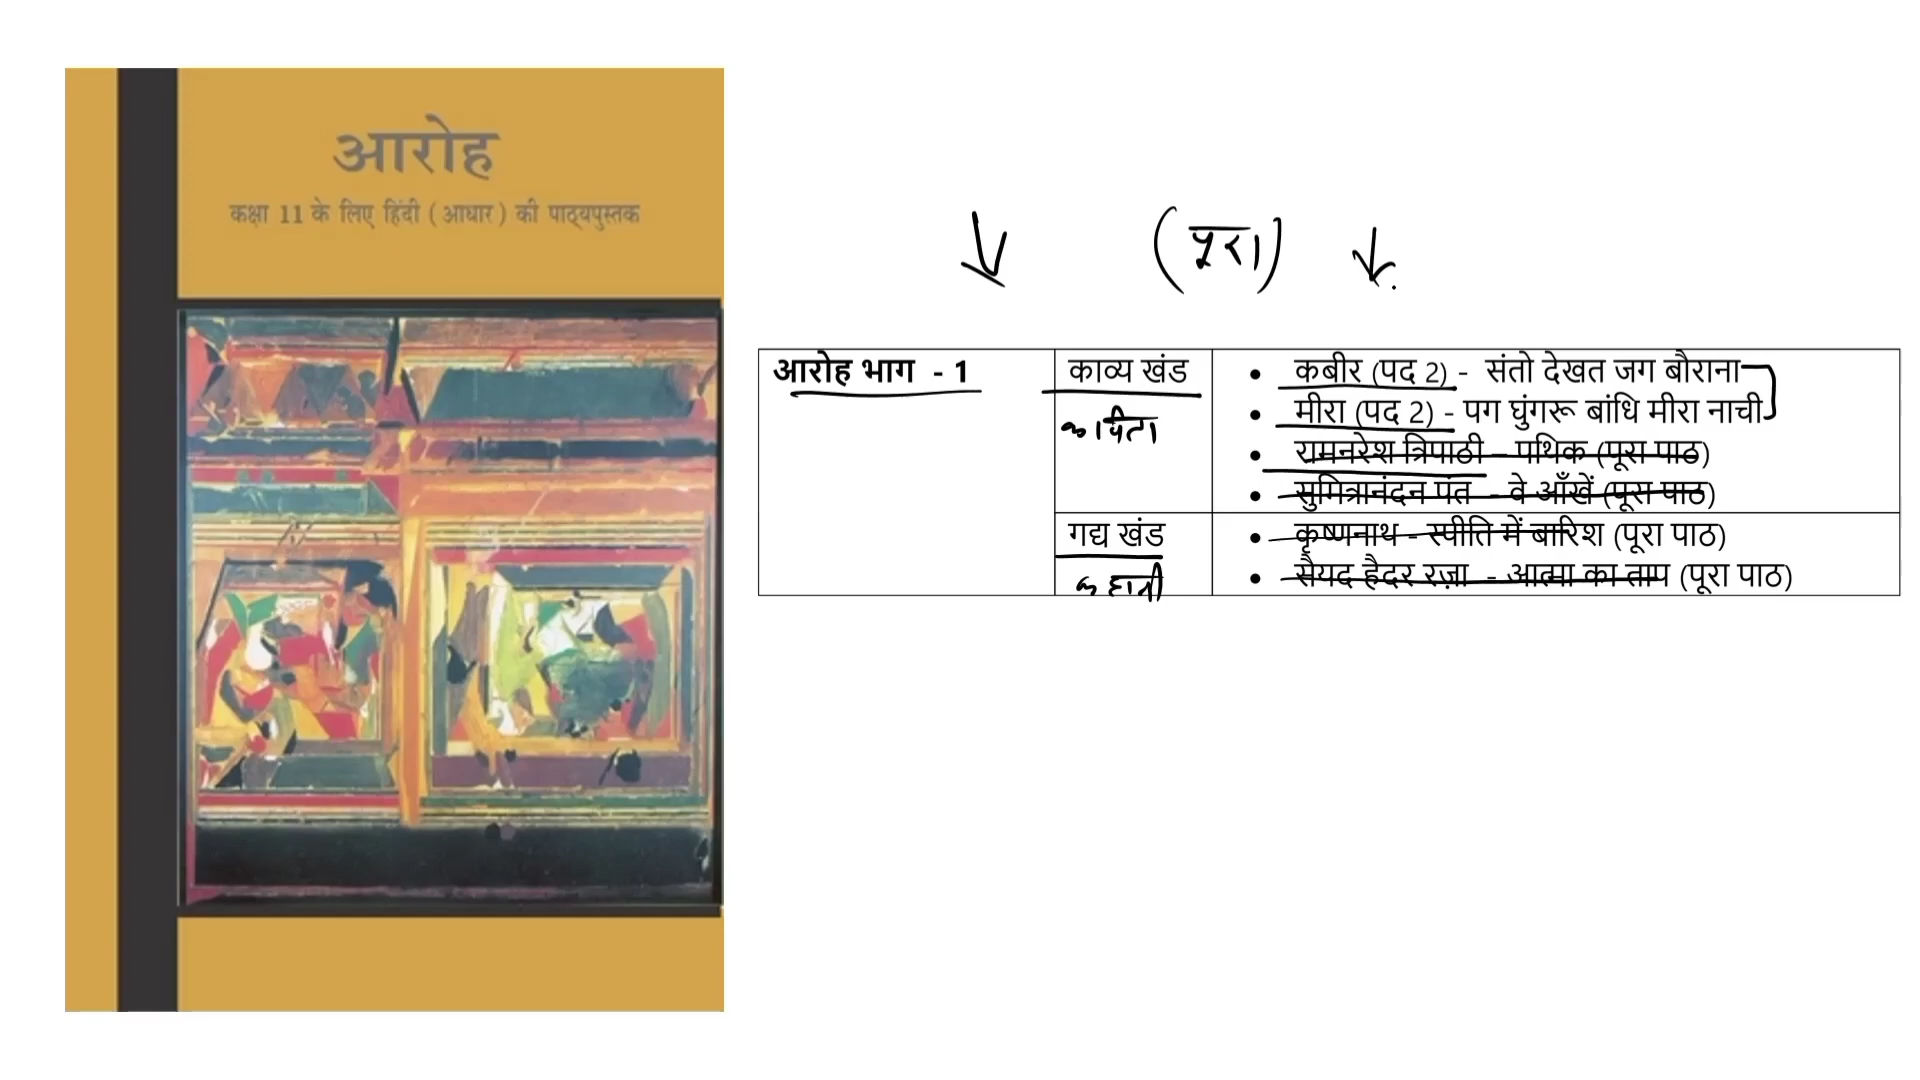 आरोह
कक्षा 11 के लिए हिंदी ( आधार ) की पाठ्यपुस्तक
(पूरा)
आरोह भाग - 1
काव्य खंड
कविता
• कबीर (पद 2) - संतो देखत जग बौराना
• मीरा (पद 2) - पग घुंगरू बांधि मीरा नाची
• रामनरेश त्रिपाठी – पथिक (पूरा पाठ)
• सुमित्रानंदन पंत - वे आँखें (पूरा पाठ)
गद्य खंड
कहानी
• कृष्णनाथ - स्पीति में बारिश (पूरा पाठ)
• सैयद हैदर रज़ा - आत्मा का ताप (पूरा पाठ)